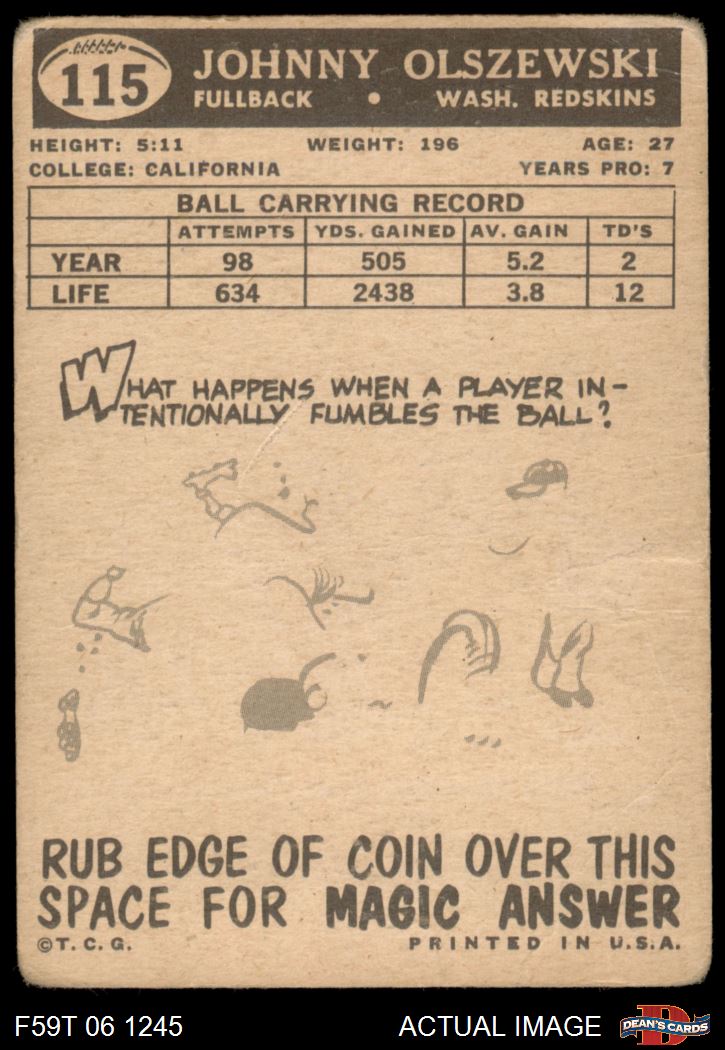 115
JOHNNY OLSZEWSKI
FULLBACK • WASH. REDSKINS
HEIGHT: 5:11 WEIGHT: 196 AGE: 27
COLLEGE: CALIFORNIA YEARS PRO: 7
BALL CARRYING RECORD
ATTEMPTS YDS. GAINED AV. GAIN TD'S
YEAR 98 505 5.2 2
LIFE 634 2438 3.8 12
WHAT HAPPENS WHEN A PLAYER IN-
TENTIONALLY FUMBLES THE BALL?
RUB EDGE OF COIN OVER THIS
SPACE FOR MAGIC ANSWER
©T. C. G. PRINTED IN U.S.A.
F59T 06 1245 ACTUAL IMAGE D DEAN'S CARDS